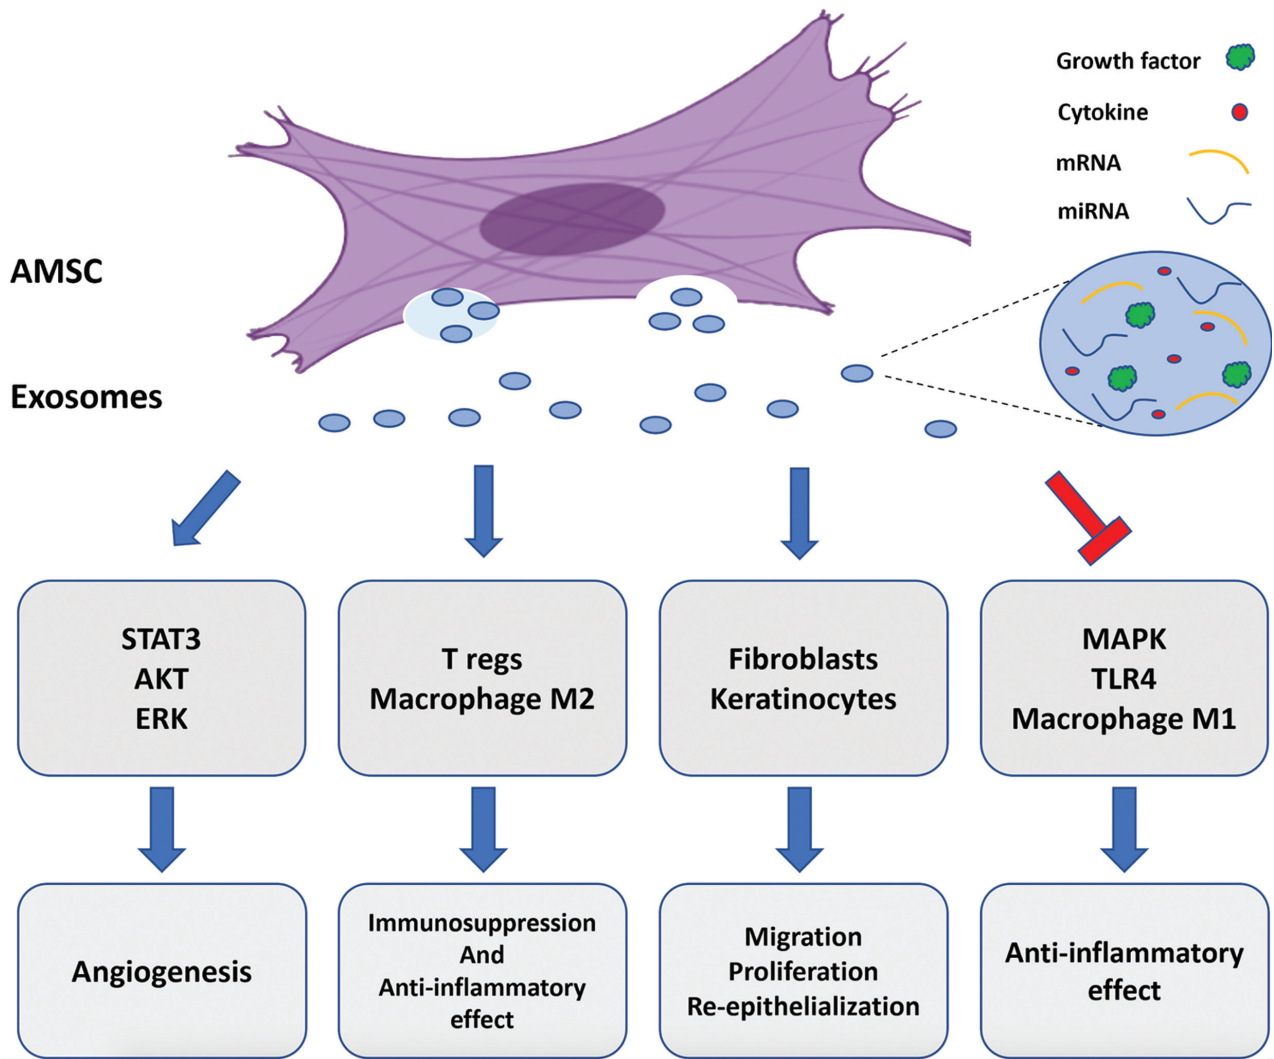 Growth factor
Cytokine
mRNA
miRNA
AMSC
Exosomes
STAT3
AKT
ERK
T regs
Macrophage M2
Fibroblasts
Keratinocytes
MAPK
TLR4
Macrophage M1
Angiogenesis
Immunosuppression
And
Anti-inflammatory
effect
Migration
Proliferation
Re-epithelialization
Anti-inflammatory
effect